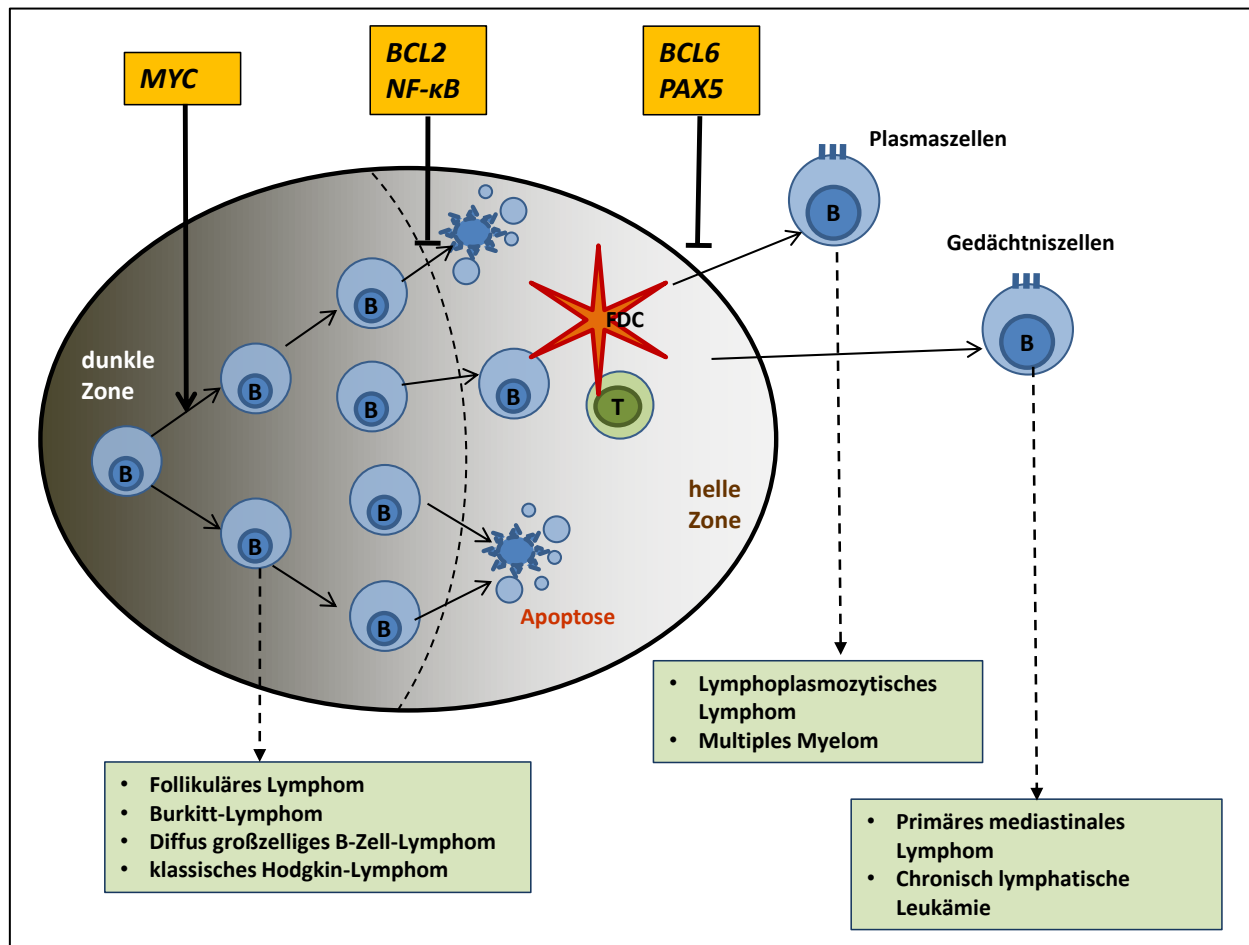 MYC
BCL2
NF-κB
BCL6
PAX5
Plasmaszellen
B
Gedächtniszellen
B
dunkle
Zone
B
B
B
B
B
FDC
T
B
B
B
B
helle
Zone
Apoptose
• Lymphoplasmozytisches
Lymphom
• Multiples Myelom
• Follikuläres Lymphom
• Burkitt-Lymphom
• Diffus großzelliges B-Zell-Lymphom
• klassisches Hodgkin-Lymphom
• Primäres mediastinales
Lymphom
• Chronisch lymphatische
Leukämie